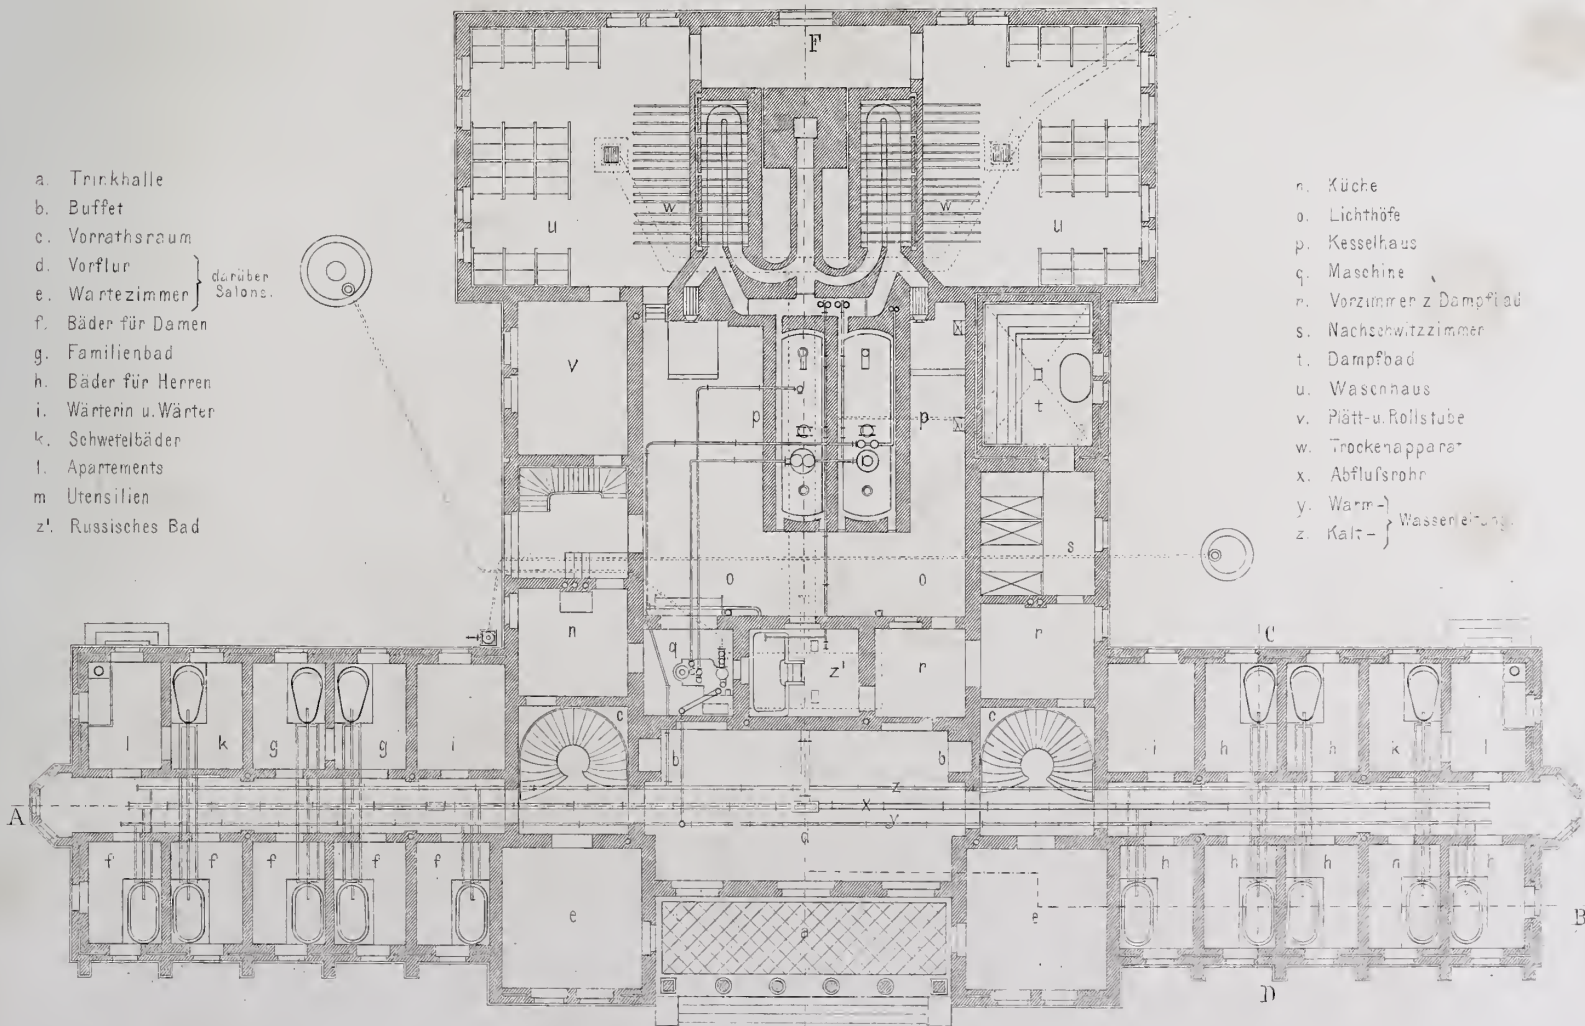 F
a. Trinkhalle
b. Buffet
c. Vorrathsraum
d. Vorflur
e. Wartezimmer
darüber
Salons.
f. Bäder für Damen
g. Familienbad
h. Bäder für Herren
i. Wärterin u. Wärter
k. Schwefelbäder
l. Apartements
m Utensilien
z'. Russisches Bad
n. Küche
o. Lichthöfe
p. Kesselhaus
q. Maschine
r. Vorzimmer z Dampfbad
s. Nachschwitzzimmer
t. Dampfbad
u. Waschhaus
v. Plätt- u. Rollstube
w. Trockenapparat
x. Abflußrohr
y. Warm-
z. Kalt-
Wasserleitung.
u w w u
v p p t
o o s
n q z' r r
C
l k g g i c b b c i h h k l
z
x
y
A
f f f f f h h h h
e a e
B
D